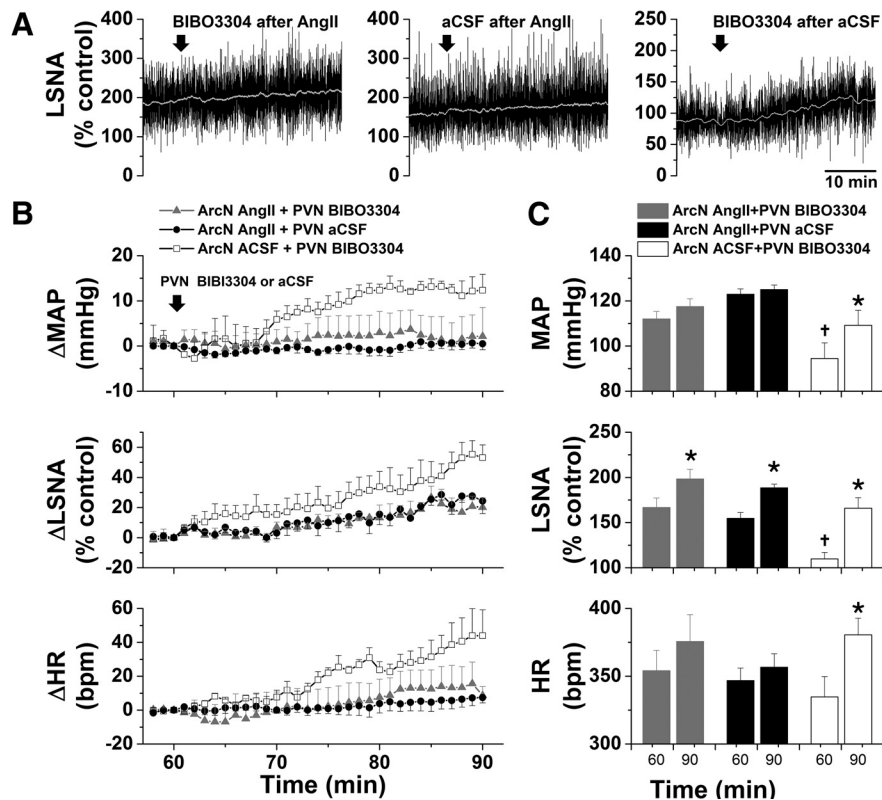 A
BIBO3304 after AngII
aCSF after AngII
BIBO3304 after aCSF
LSNA
(% control)
400
300
200
100
0
400
300
200
100
0
250
200
150
100
50
0
10 min
B
ArcN AngII + PVN BIBO3304
ArcN AngII + PVN aCSF
ArcN ACSF + PVN BIBO3304
PVN BIBI3304 or aCSF
ΔMAP
(mmHg)
20
10
0
-10
ΔLSNA
(% control)
60
40
20
0
-20
ΔHR
(bpm)
60
40
20
0
-20
60
70
80
90
Time (min)
C
ArcN AngII+PVN BIBO3304
ArcN AngII+PVN aCSF
ArcN ACSF+PVN BIBO3304
MAP
(mmHg)
140
120
100
80
†
*
LSNA
(% control)
250
200
150
100
*
*
†
*
HR
(bpm)
400
350
300
*
60 90 60 90 60 90
Time (min)